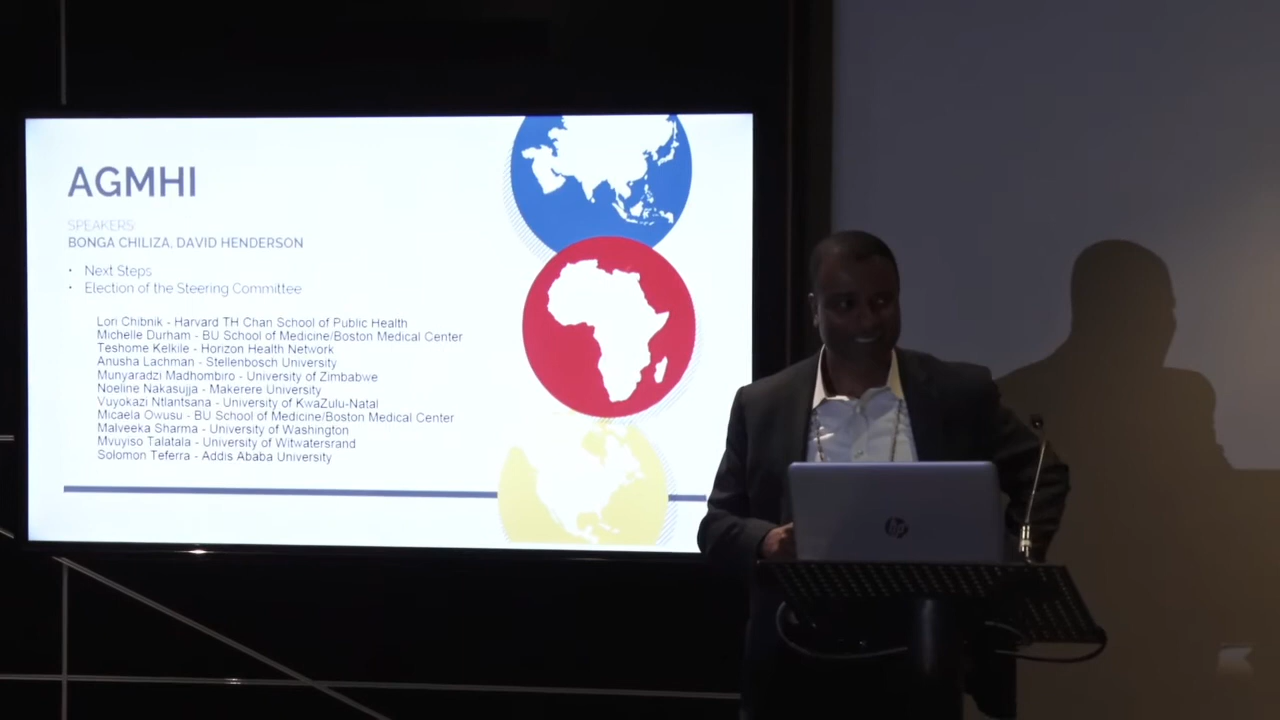 AGMHI
SPEAKERS:
BONGA CHILIZA, DAVID HENDERSON
• Next Steps
• Election of the Steering Committee
Lori Chibnik - Harvard TH Chan School of Public Health
Michelle Durham - BU School of Medicine/Boston Medical Center
Teshome Kelkile - Horizon Health Network
Anusha Lachman - Stellenbosch University
Munyaradzi Madhombiro - University of Zimbabwe
Noeline Nakasujja - Makerere University
Vuyokazi Ntlantsana - University of KwaZulu-Natal
Micaela Owusu - BU School of Medicine/Boston Medical Center
Malveeka Sharma - University of Washington
Mvuyiso Talatala - University of Witwatersrand
Solomon Teferra - Addis Ababa University
hp